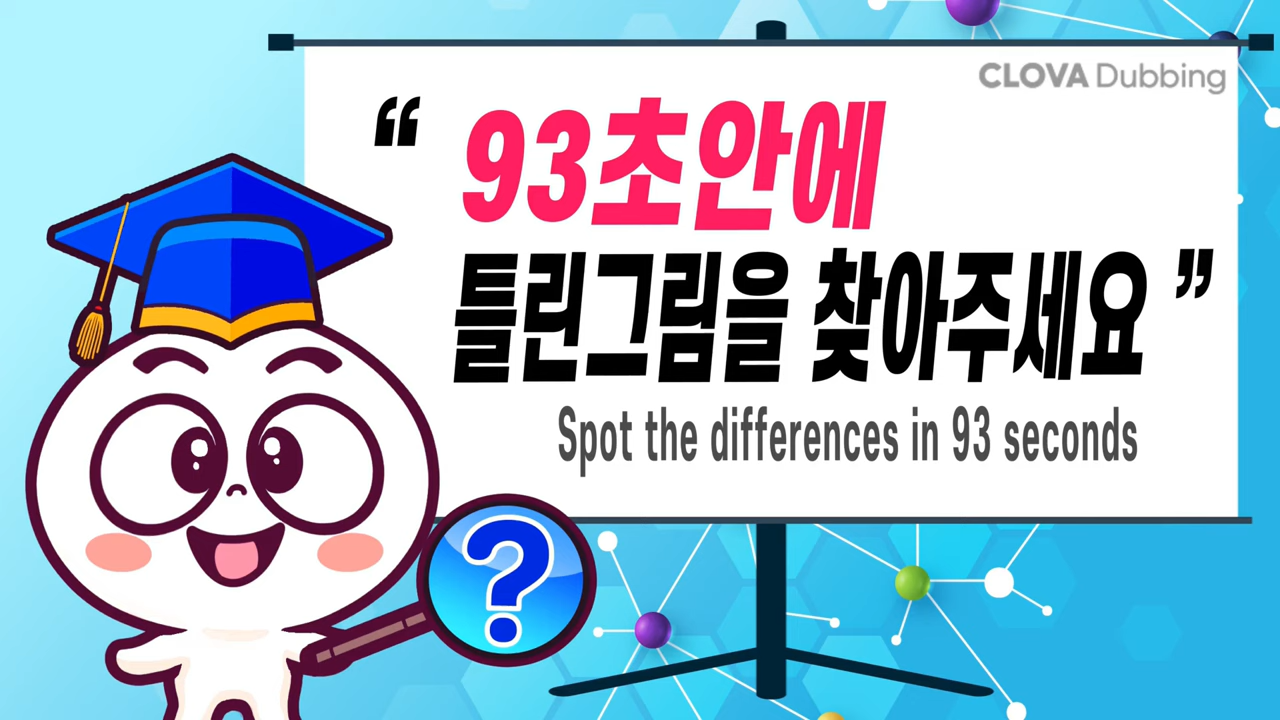 CLOVA Dubbing
“ 93초안에
틀린그림을 찾아주세요 ”
Spot the differences in 93 seconds
?